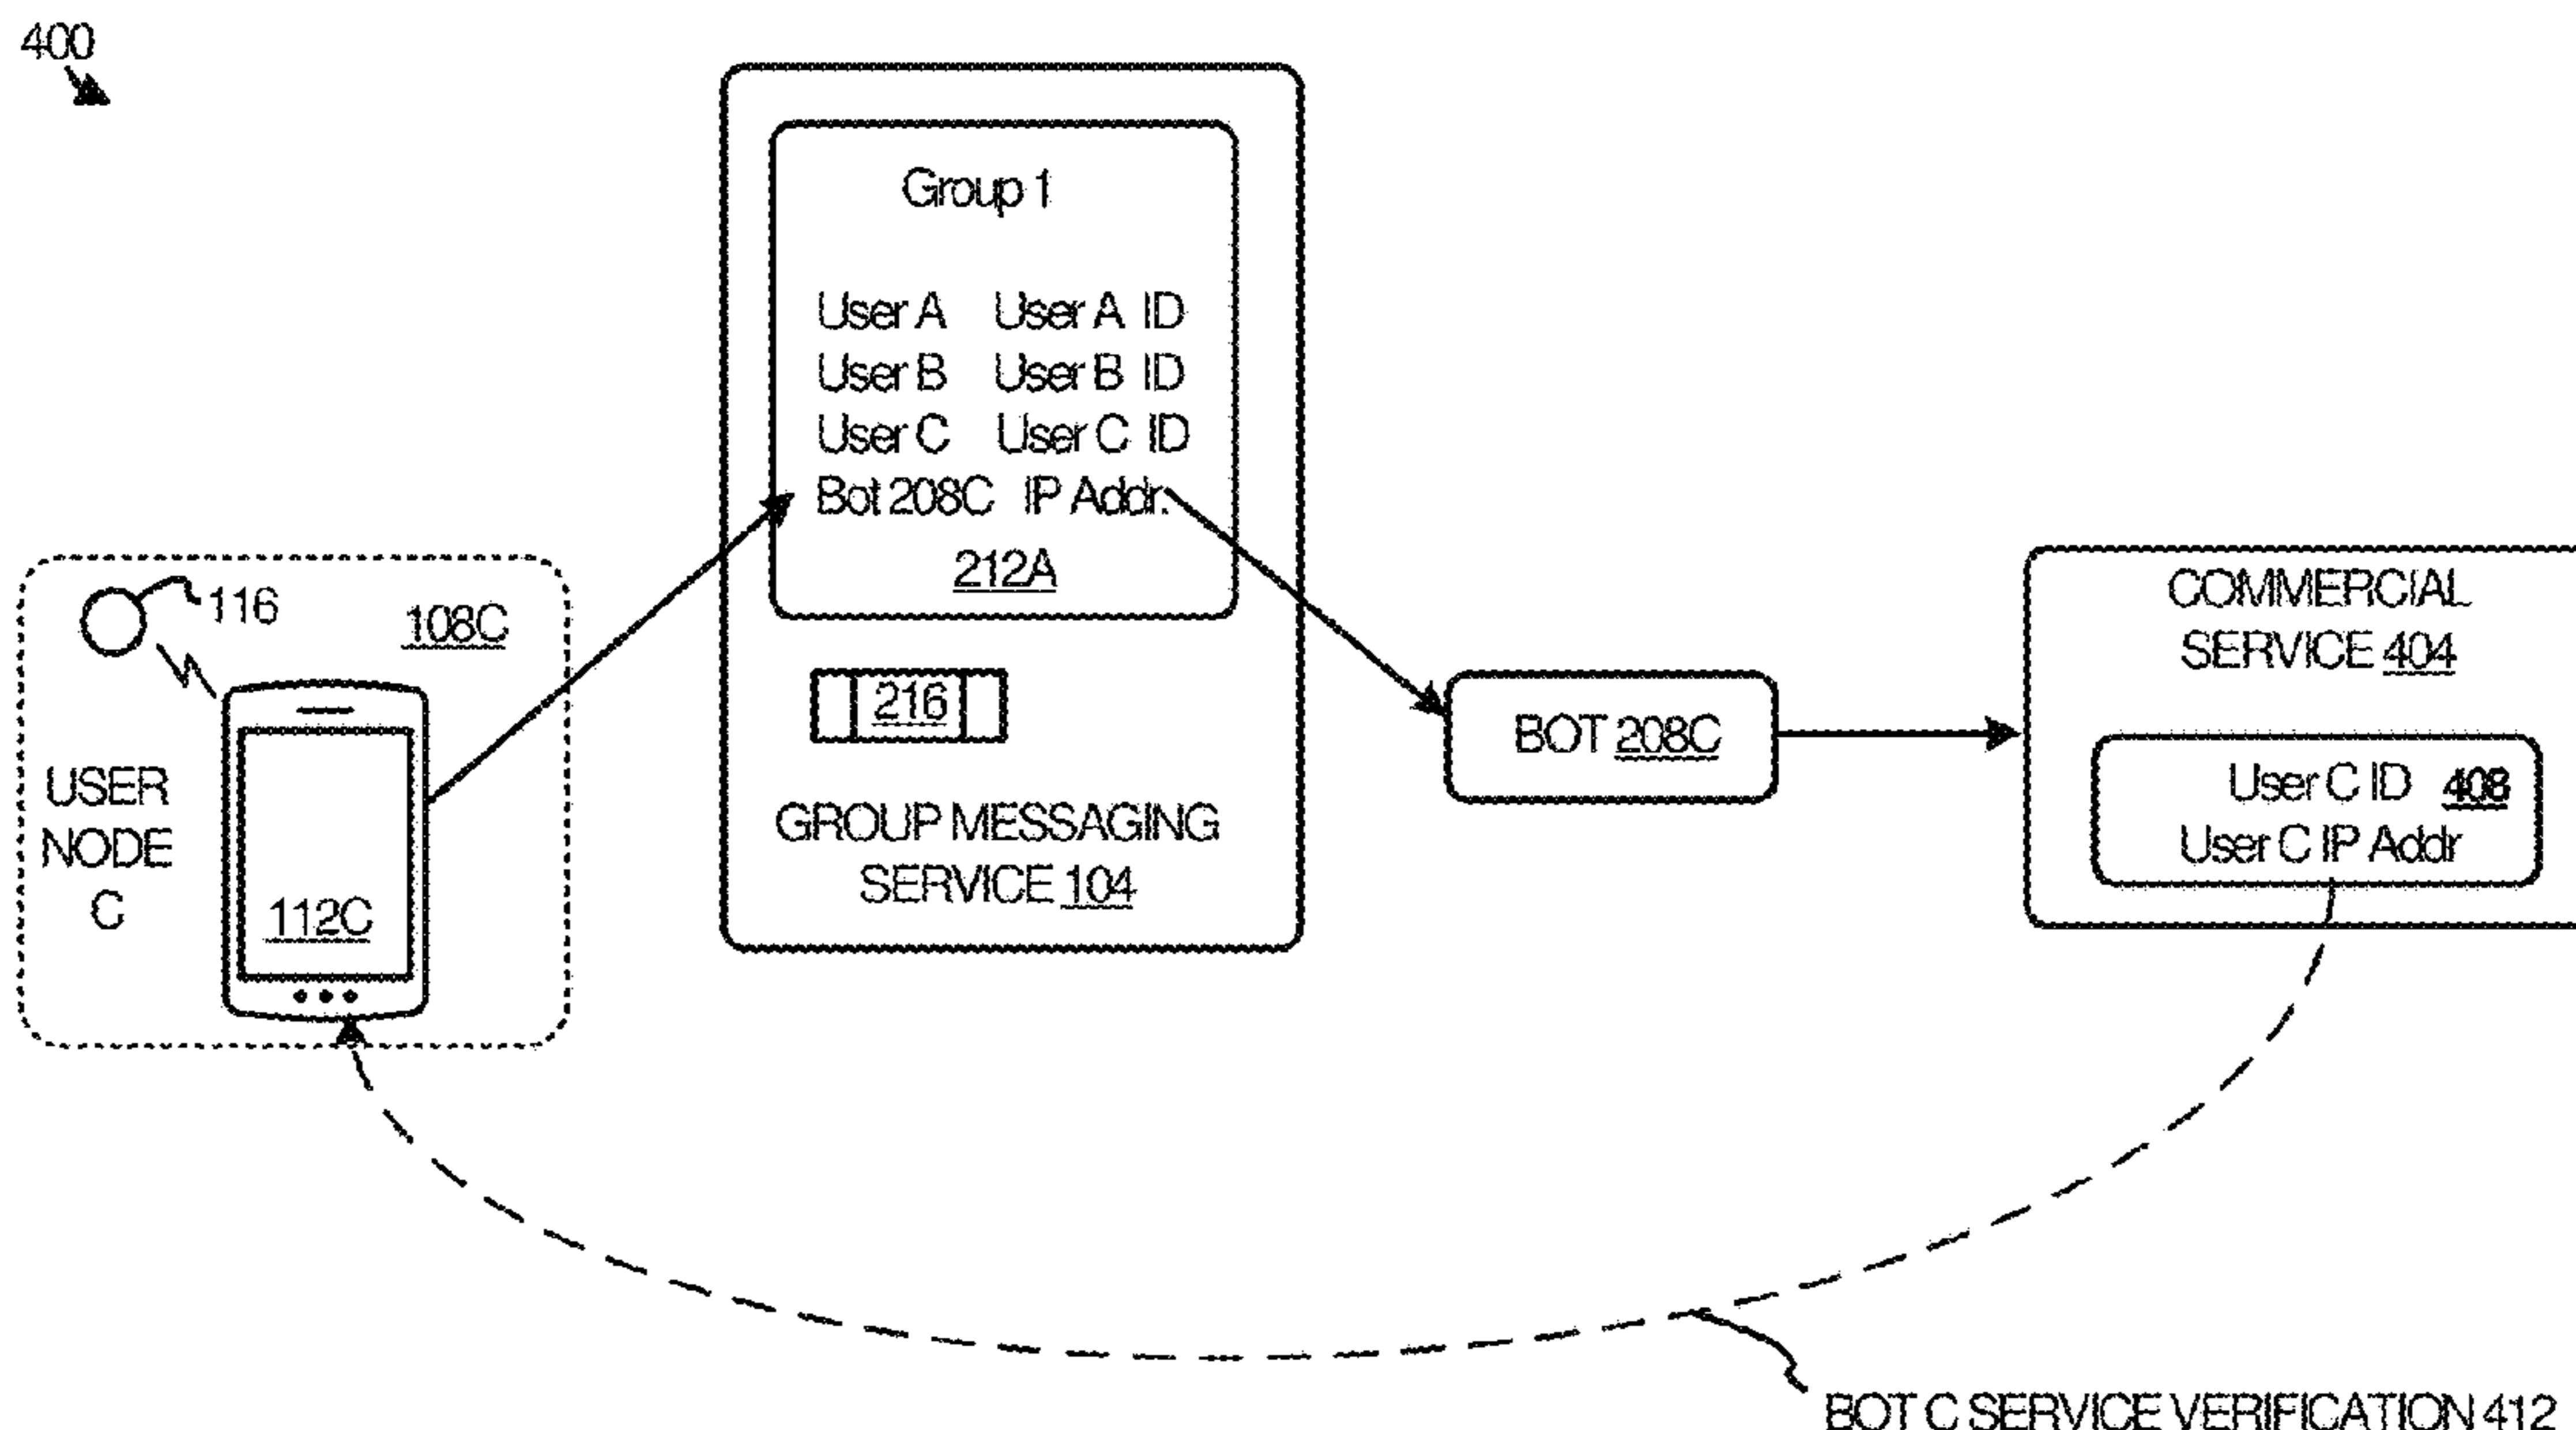 400
Group 1
User A User A ID
User B User B ID
User C User C ID
Bot 208C IP Addr.
212A
216
GROUP MESSAGING
SERVICE 104
116
108C
USER
NODE
C
112C
BOT 208C
COMMERCIAL
SERVICE 404
User C ID 408
User C IP Addr
BOT C SERVICE VERIFICATION 412